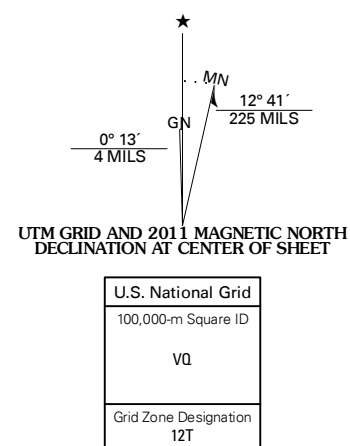 ★
MN
GN
12° 41´
225 MILS
0° 13´
4 MILS
UTM GRID AND 2011 MAGNETIC NORTH
DECLINATION AT CENTER OF SHEET
U.S. National Grid
100,000-m Square ID
VQ
Grid Zone Designation
12T